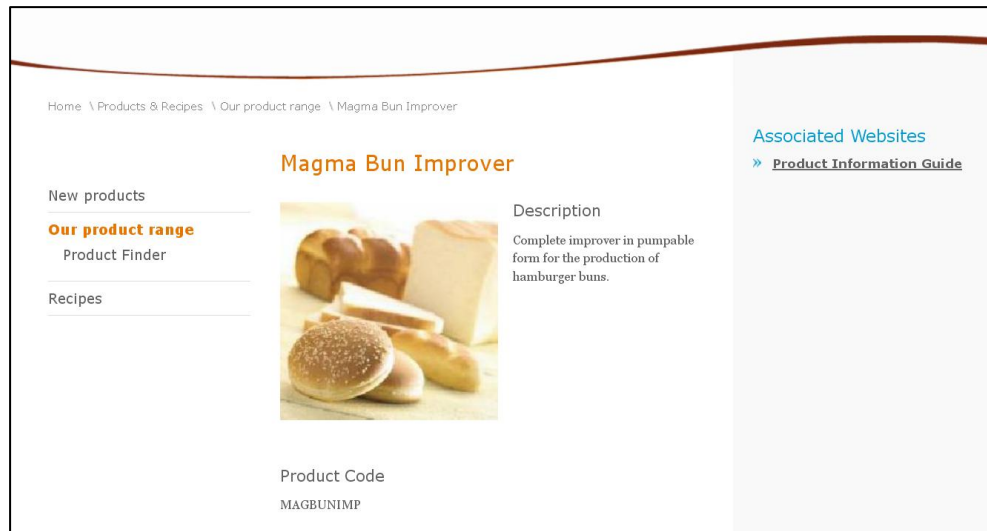 Home \ Products & Recipes \ Our product range \ Magma Bun Improver
New products
Our product range
Product Finder
Recipes
Magma Bun Improver
Description
Complete improver in pumpable
form for the production of
hamburger buns.
Product Code
MAGBUNIMP
Associated Websites
» Product Information Guide